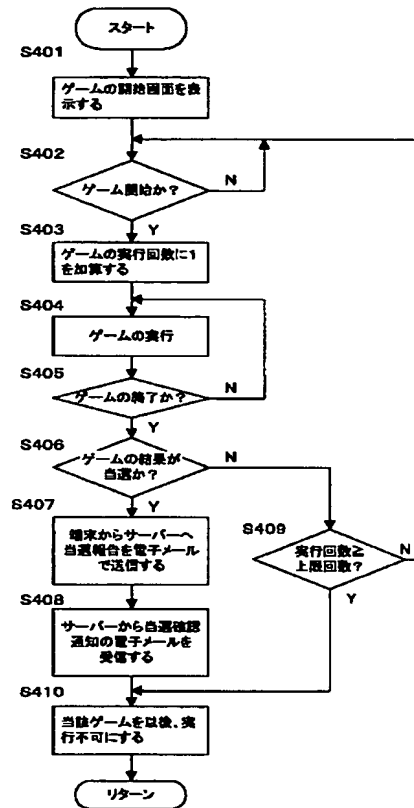 スタート
S401
ゲームの開始画面を表
示する
S402
ゲーム開始か?
N
Y
S403
ゲームの実行回数に1
を加算する
S404
ゲームの実行
S405
ゲームの終了か?
N
Y
S406
ゲームの結果が
当選か?
N
Y
S407
端末からサーバーへ
当選報告を電子メール
で送信する
S409
実行回数≧
上限回数?
N
Y
S408
サーバーから当選確認
通知の電子メールを
受信する
S410
当該ゲームを以後、実
行不可にする
リターン